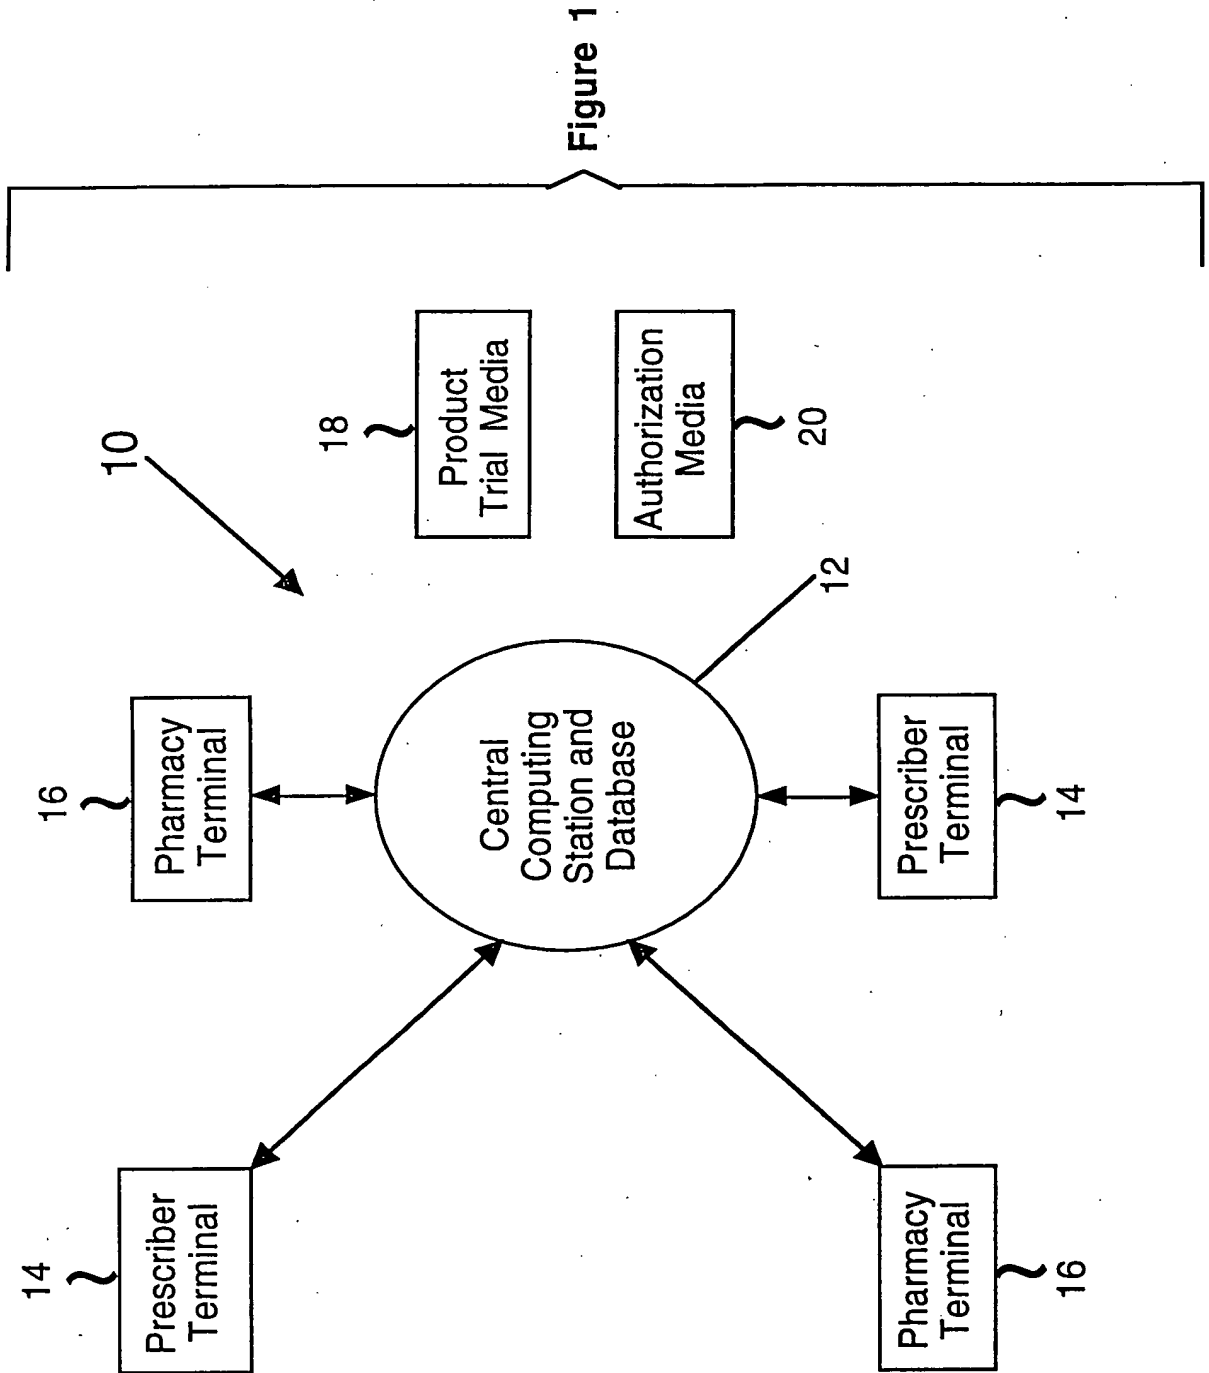 14
Prescriber
Terminal
16
Pharmacy
Terminal
10
18
Product
Trial Media
Central
Computing
Station and
Database
12
Authorization
Media
20
Pharmacy
Terminal
16
Prescriber
Terminal
14
Figure 1